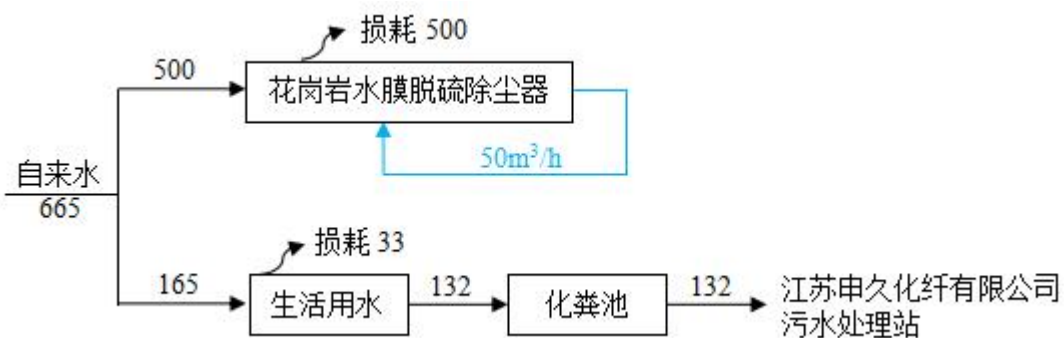 损耗 500
500
花岗岩水膜脱硫除尘器
50m³/h
自来水
665
损耗 33
165
生活用水
132
化粪池
132
江苏申久化纤有限公司
污水处理站